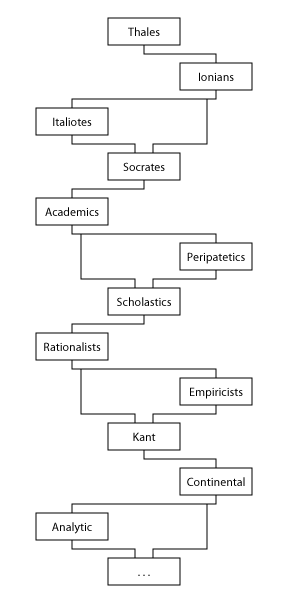 Thales
Ionians
Italiotes
Socrates
Academics
Peripatetics
Scholastics
Rationalists
Empiricists
Kant
Continental
Analytic
...